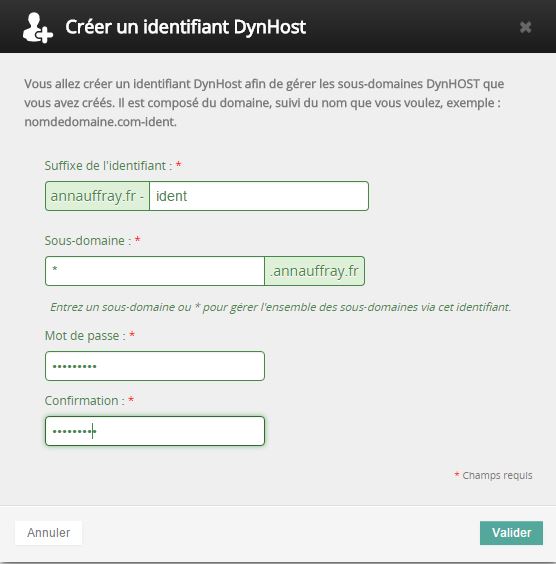 Créer un identifiant DynHost
Vous allez créer un identifiant DynHost afin de gérer les sous-domaines DynHOST que
vous avez créés. Il est composé du domaine, suivi du nom que vous voulez, exemple :
nomdedomaine.com-ident.
Suffixe de l'identifiant : *
annauffray.fr - ident
Sous-domaine : *
* .annauffray.fr
Entrez un sous-domaine ou * pour gérer l'ensemble des sous-domaines via cet identifiant.
Mot de passe : *
•••••••••
Confirmation : *
•••••••••
* Champs requis
Annuler Valider